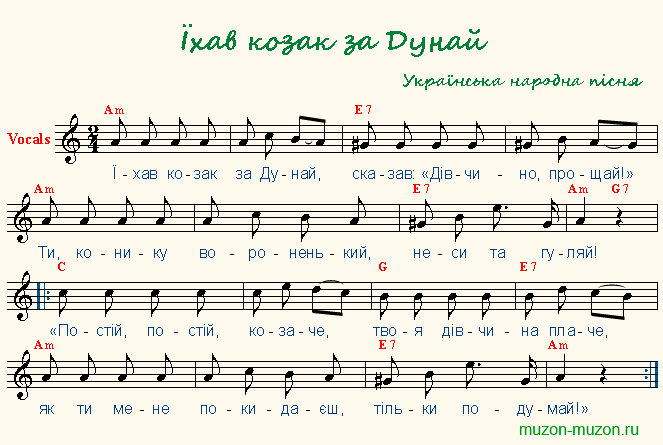 Їхав козак за Дунай
Українська народна пісня
Am E7
Vocals
2 4
Ї - хав ко - зак за Ду - най, ска - зав: «Дів - чи - но, про - щай!»
Am E7 Am G7
Ти, ко - ни - ку во - ро - нень - кий, не - си та гу - ляй!
C G E7
«По - стій, по - стій, ко - за - че, тво - я дів - чи - на пла - че,
Am E7 Am
як ти ме - не по - ки - да - єш, тіль - ки по - ду - май!»
muzon-muzon.ru